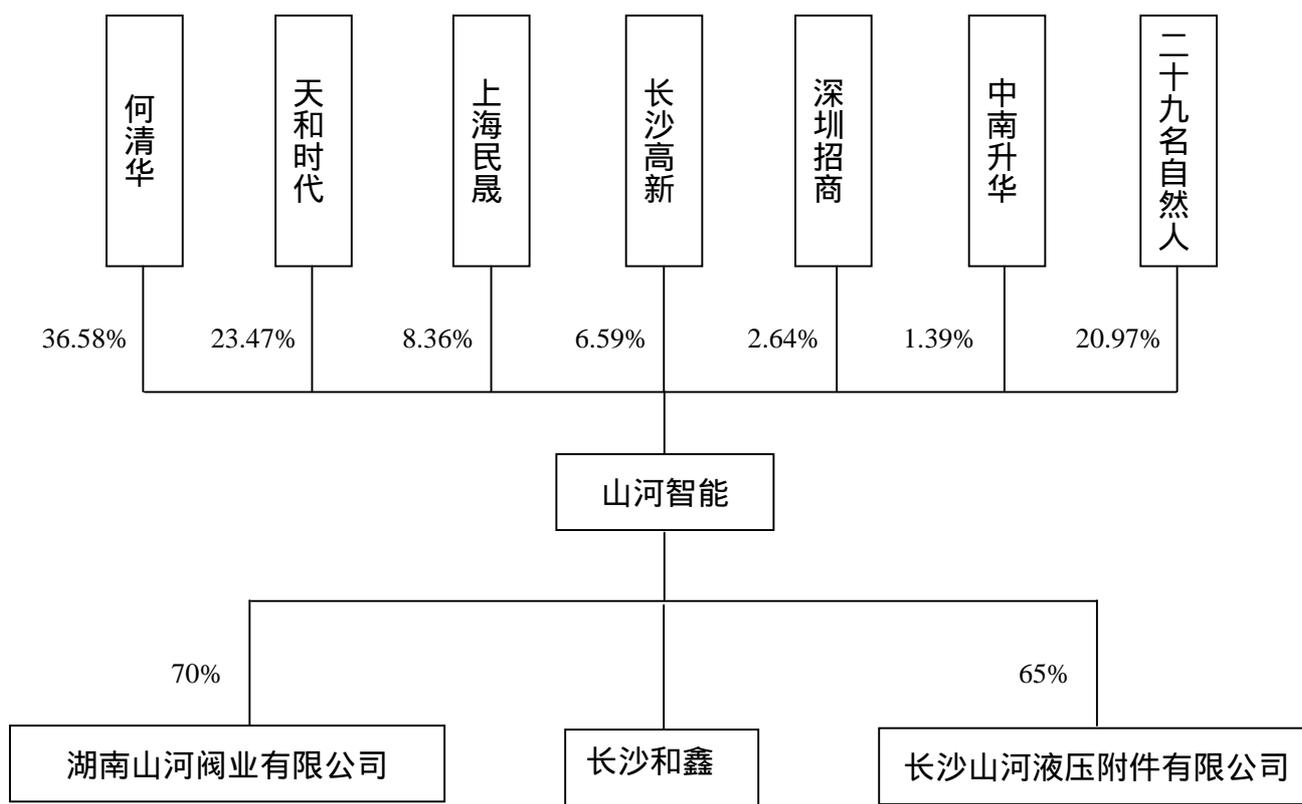 何清华
天和时代
上海民晟
长沙高新
深圳招商
中南升华
二十九名自然人
36.58%
23.47%
8.36%
6.59%
2.64%
1.39%
20.97%
山河智能
70%
65%
湖南山河阀业有限公司
长沙和鑫
长沙山河液压附件有限公司